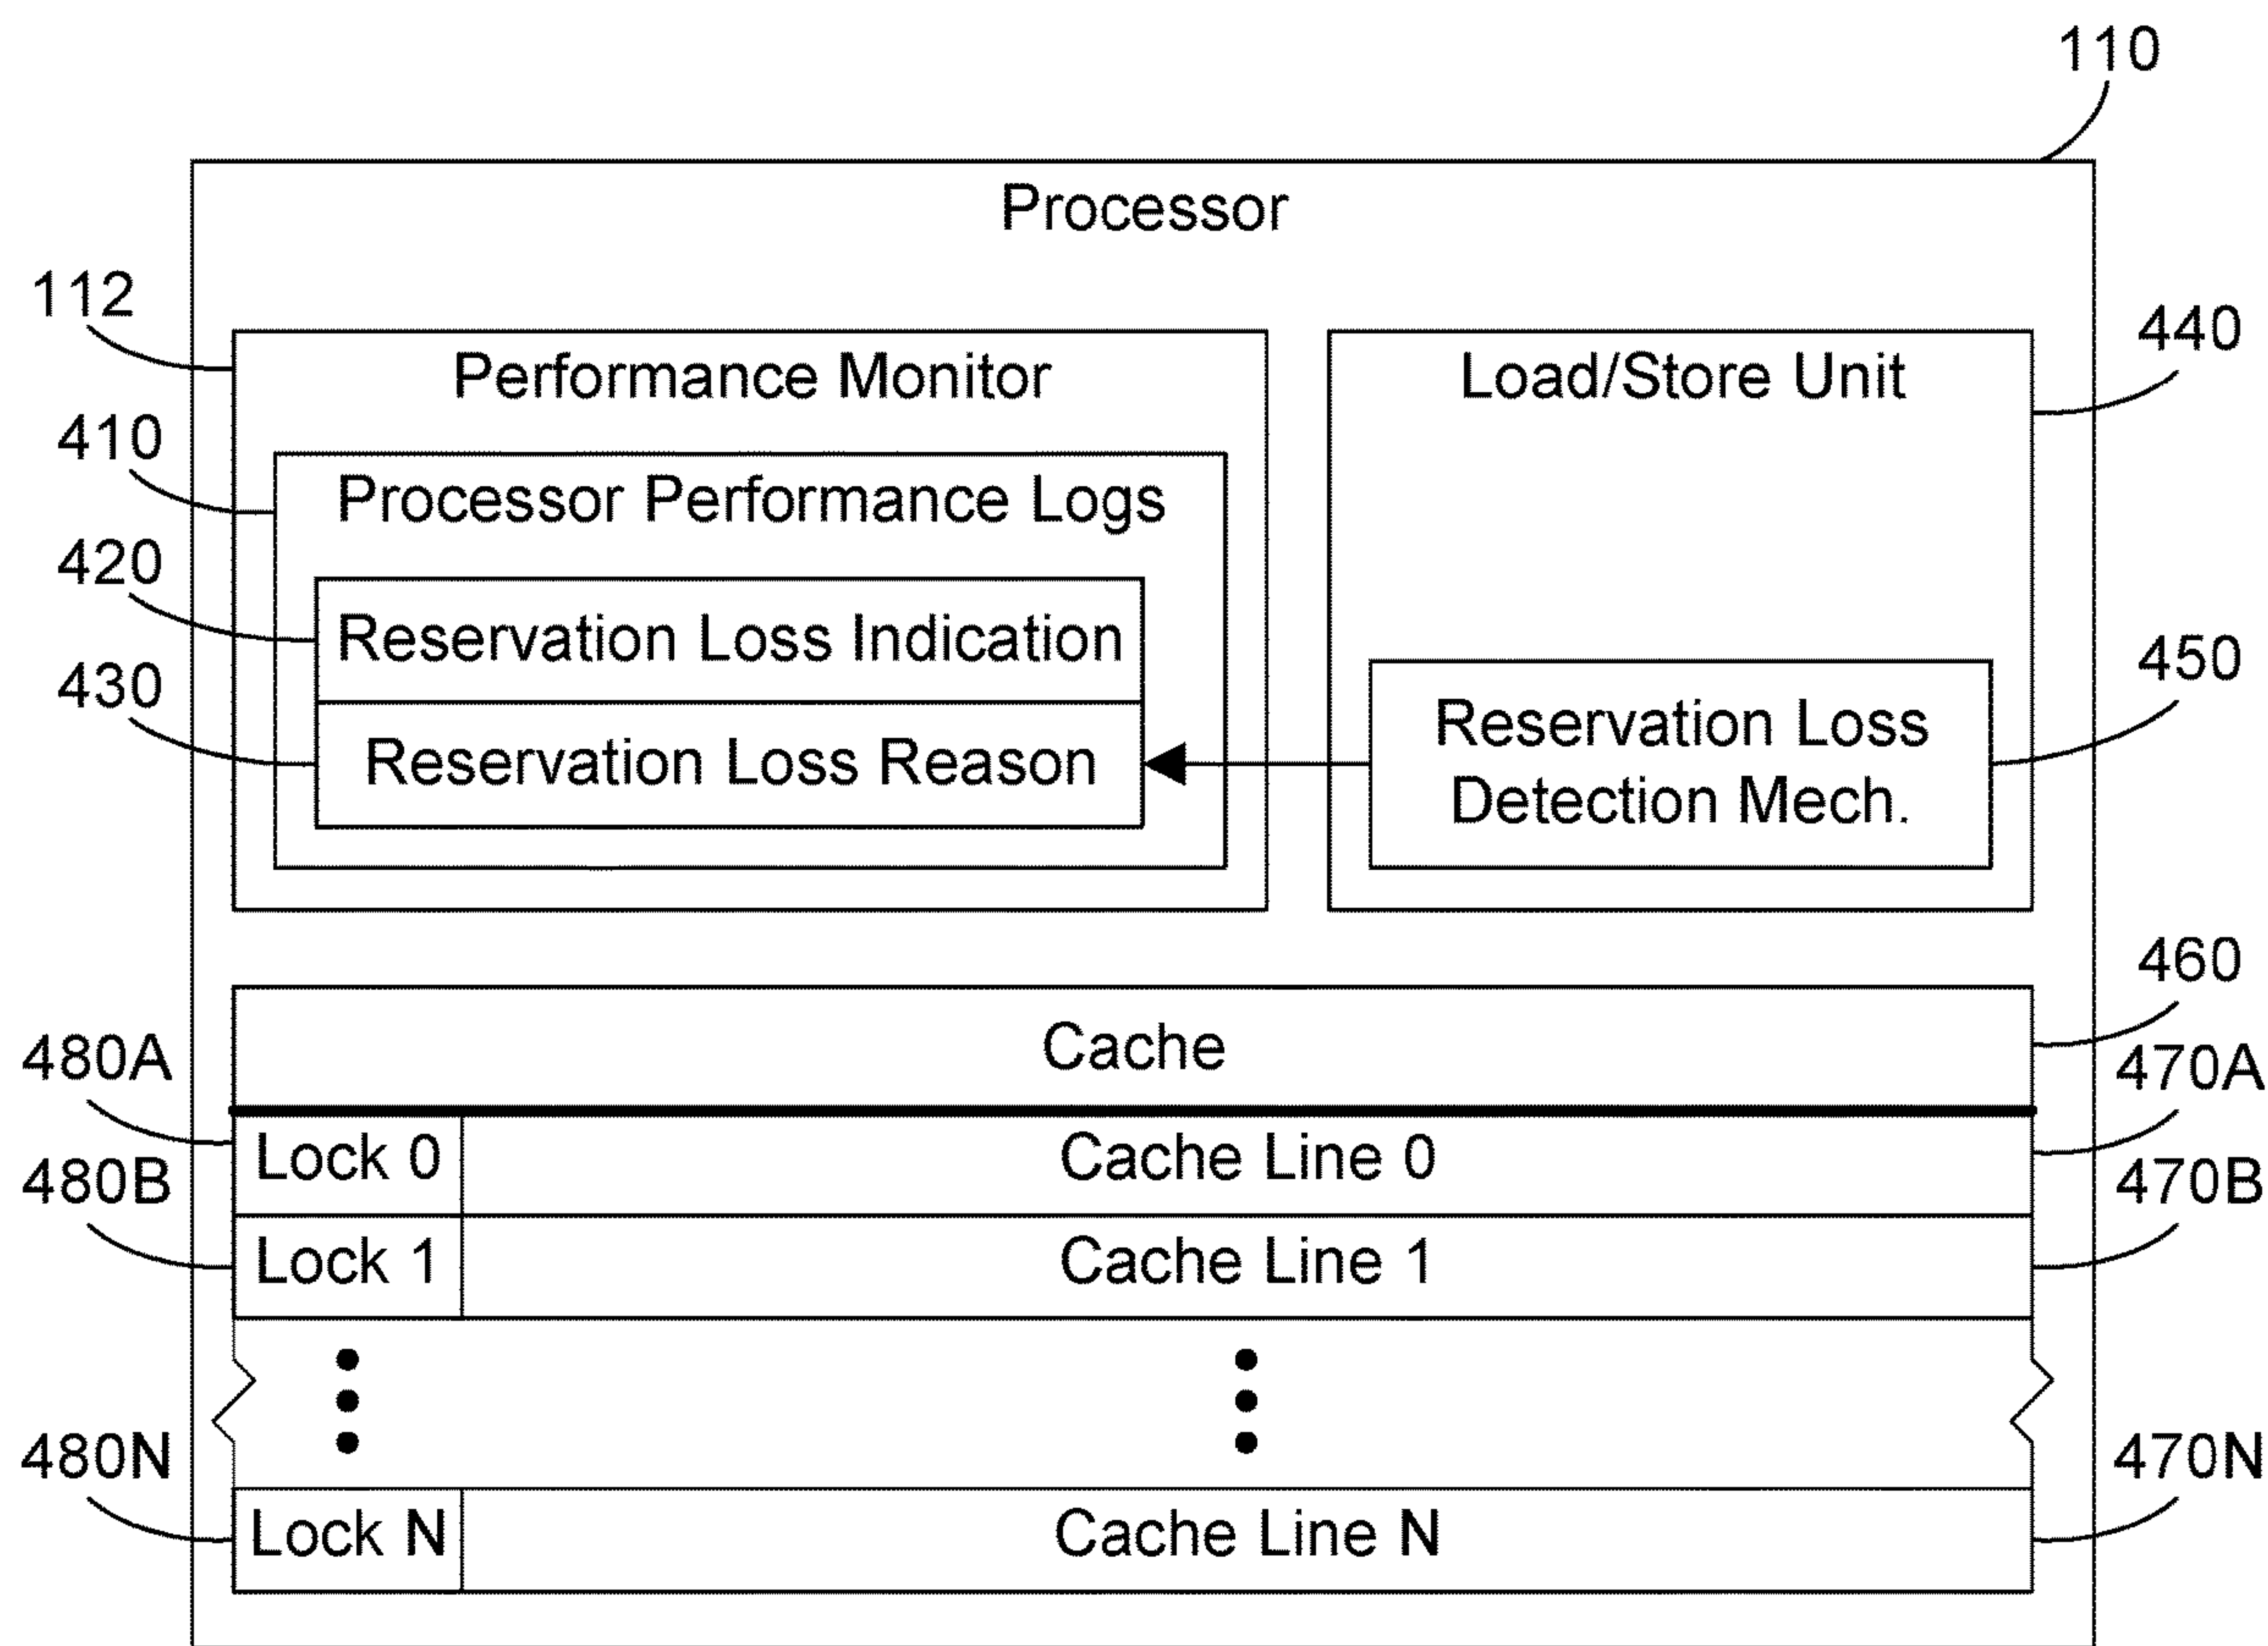 110
Processor
112
Performance Monitor
Load/Store Unit
440
410
Processor Performance Logs
420
Reservation Loss Indication
430
Reservation Loss Reason
Reservation Loss
Detection Mech.
450
460
Cache
480A
470A
Lock 0
Cache Line 0
480B
470B
Lock 1
Cache Line 1
480N
470N
Lock N
Cache Line N